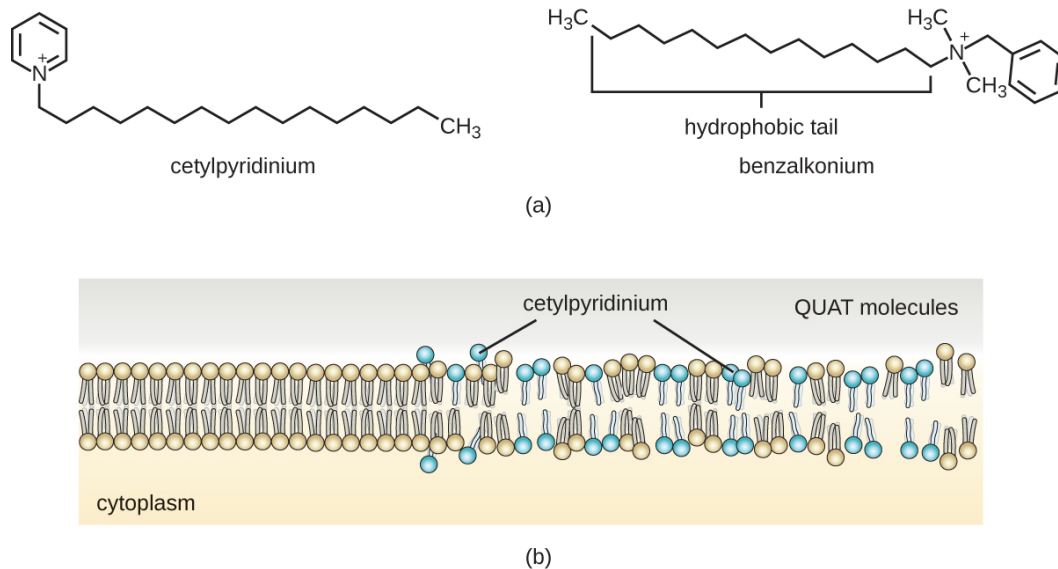 N
+
CH3
cetylpyridinium
H3C
H3C
N
+
CH3
hydrophobic tail
benzalkonium
(a)
cetylpyridinium
QUAT molecules
cytoplasm
(b)